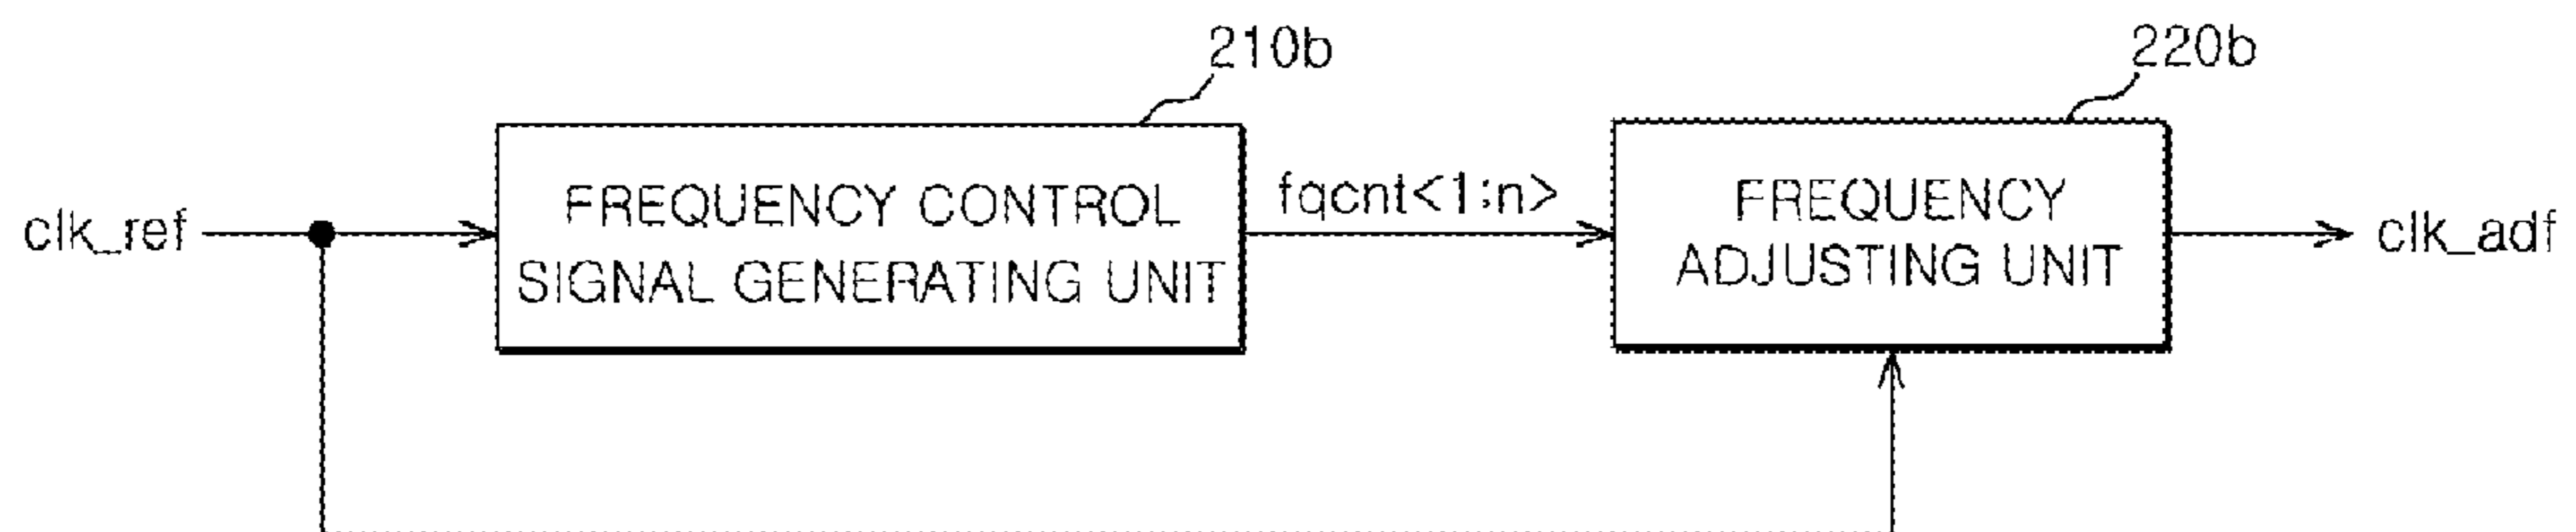 210b
220b
clk_ref
FREQUENCY CONTROL
SIGNAL GENERATING UNIT
fqcnt<1:n>
FREQUENCY
ADJUSTING UNIT
clk_adf